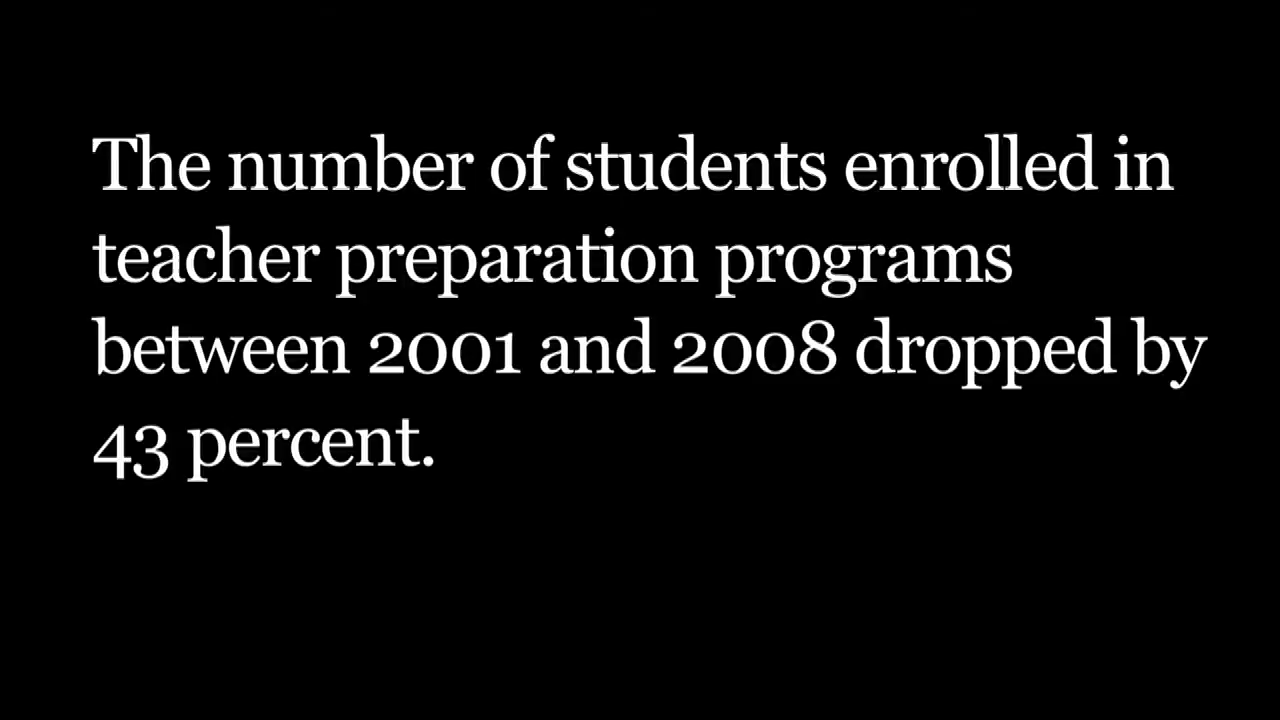 The number of students enrolled in
teacher preparation programs
between 2001 and 2008 dropped by
43 percent.